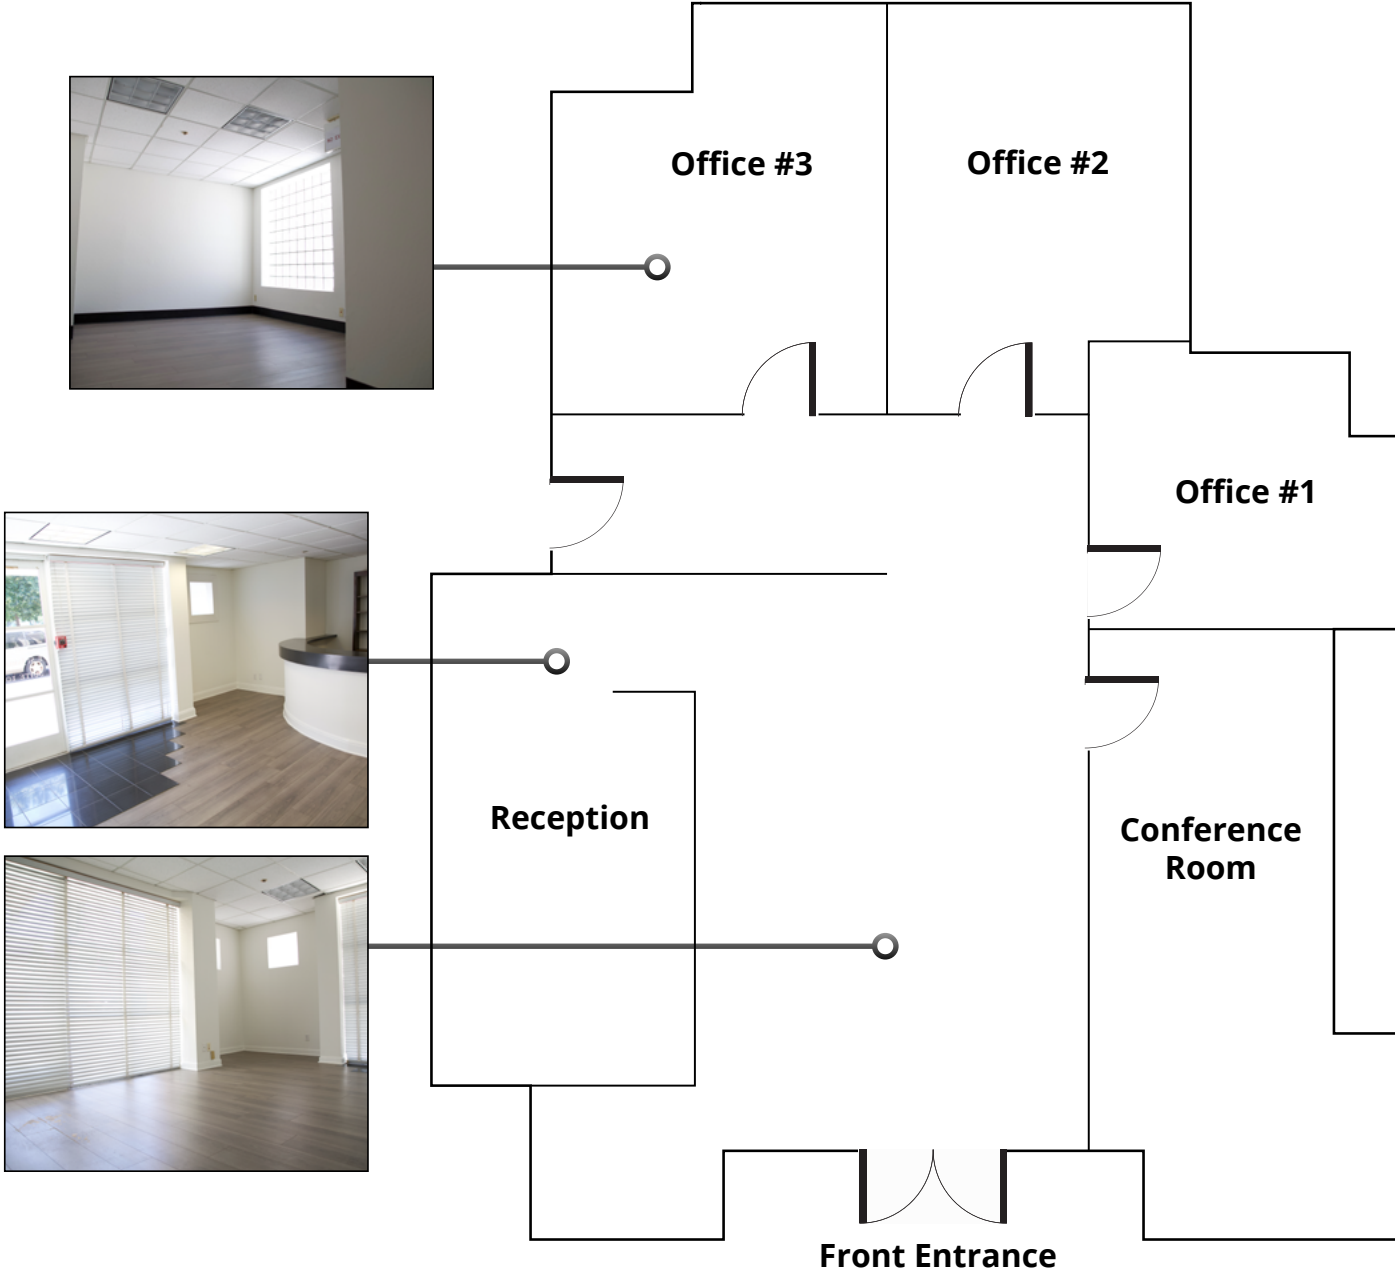 Office #3
Office #2
Office #1
Reception
Conference
Room
Front Entrance